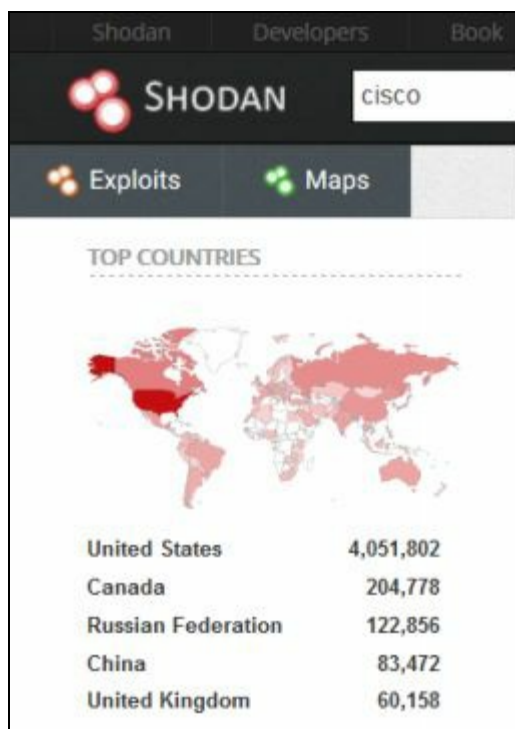 Shodan Developers Book
SHODAN cisco
Exploits Maps
TOP COUNTRIES
United States 4,051,802
Canada 204,778
Russian Federation 122,856
China 83,472
United Kingdom 60,158